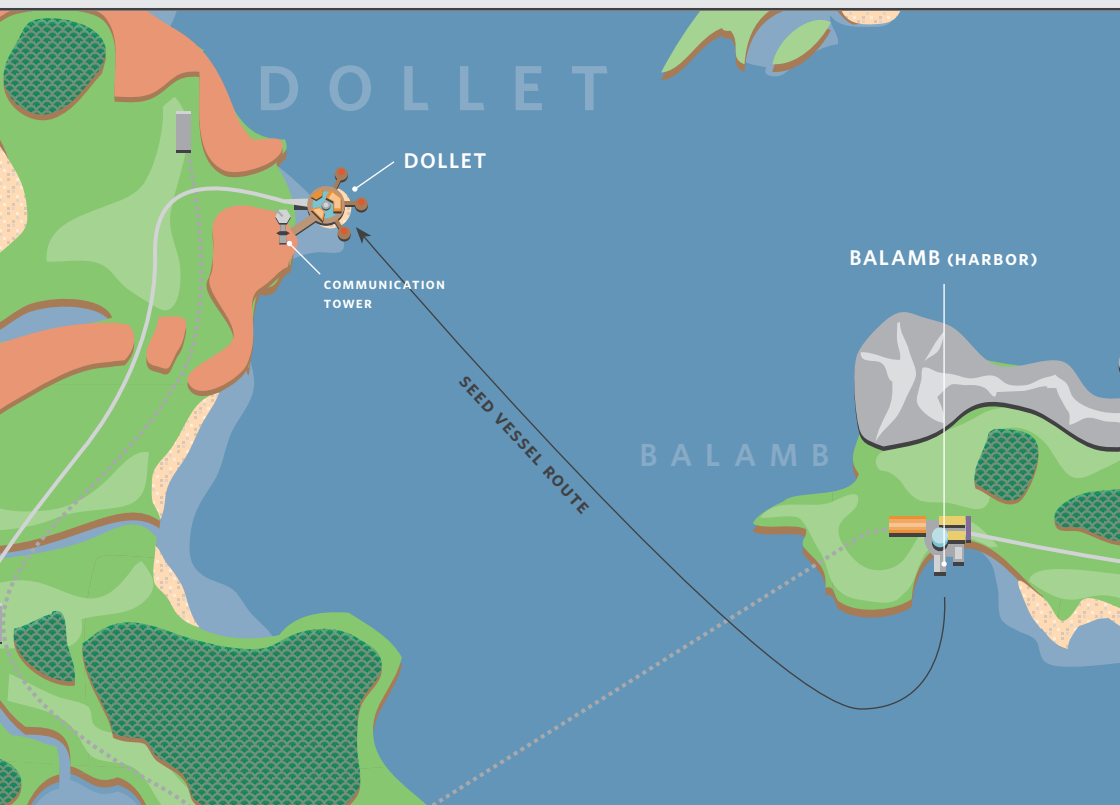 DOLLET
DOLLET
BALAMB (HARBOR)
COMMUNICATION
TOWER
SEED VESSEL ROUTE
BALAMB